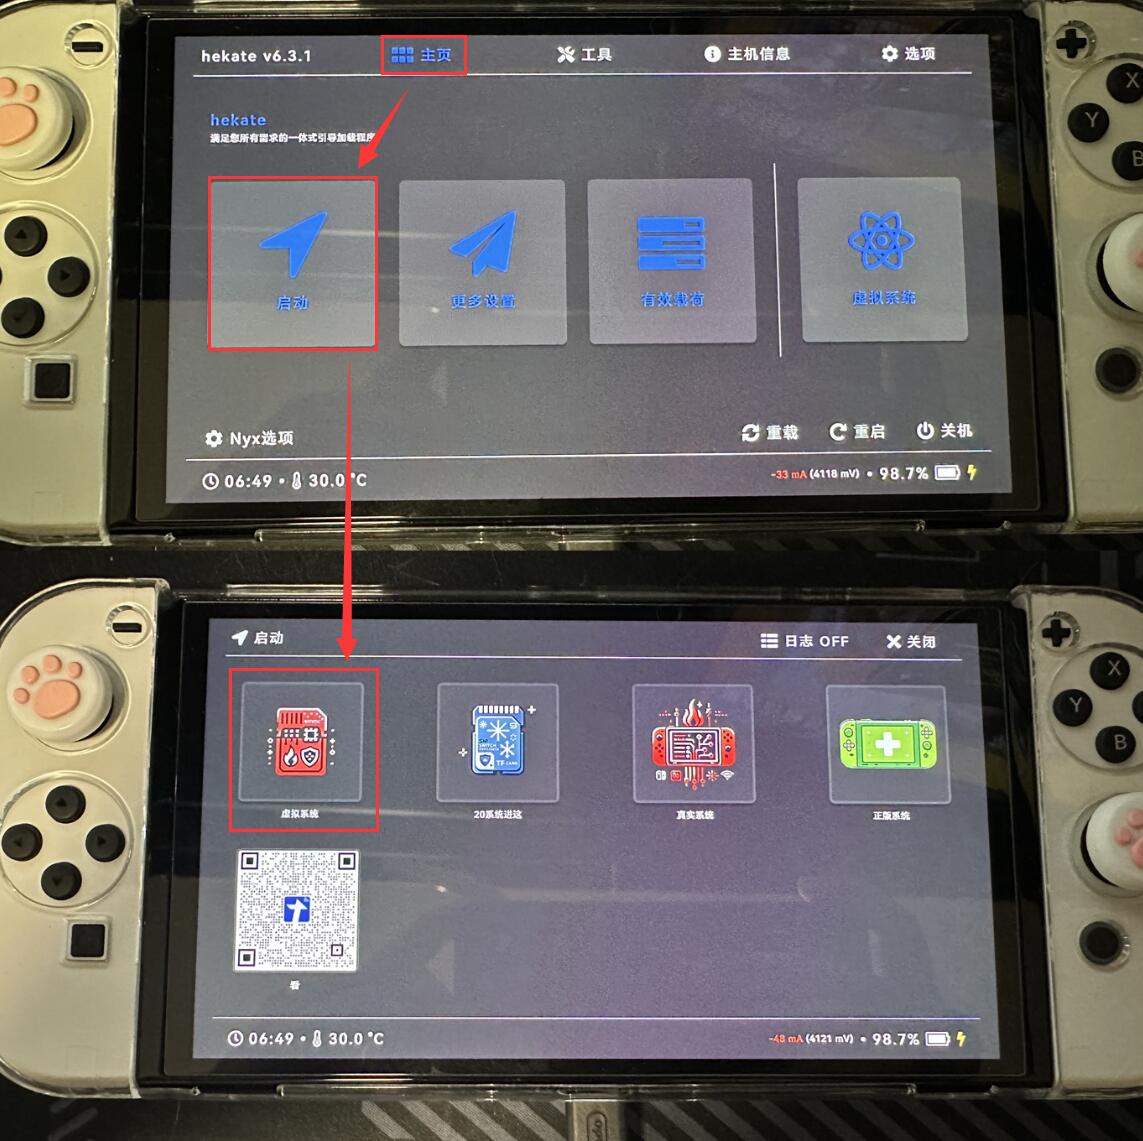 hekate v6.3.1
主页
工具
主机信息
选项
hekate
满足您所有需求的一体式引导加载程序
启动
更多设置
有效载荷
虚拟系统
Nyx选项
重载
重启
关机
06:49 • 30.0 °C
-33 mA (4118 mV) • 98.7%
X
Y
B
启动
日志 OFF
关闭
虚拟系统
20系统进这
真实系统
正版系统
看
06:49 • 30.0 °C
-48 mA (4121 mV) • 98.7%
X
Y
B